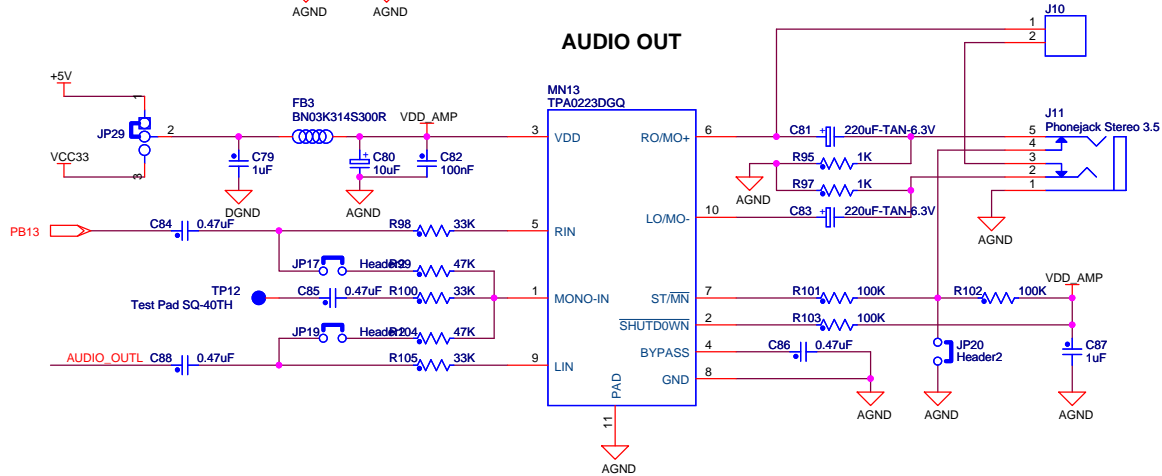 AGND
AGND
AUDIO OUT
J10
1
2
+5V
1
JP29
2
VCC33
3
FB3
BN03K314S300R
VDD_AMP
C79
1uF
DGND
C80
10uF
AGND
C82
100nF
MN13
TPA0223DGQ
3
VDD
5
RIN
1
MONO-IN
9
LIN
RO/MO+
6
LO/MO-
10
ST/MN
7
SHUTD0WN
2
BYPASS
4
GND
8
PAD
11
AGND
C81
220uF-TAN-6.3V
R95
1K
AGND
R97
1K
C83
220uF-TAN-6.3V
J11
Phonejack Stereo 3.5
5
4
3
2
1
AGND
PB13
C84
0.47uF
R98
33K
JP17
Header2
R99
47K
TP12
Test Pad SQ-40TH
C85
0.47uF
R100
33K
JP19
Header2
R104
47K
AUDIO_OUTL
C88
0.47uF
R105
33K
R101
100K
R102
100K
VDD_AMP
R103
100K
C86
0.47uF
AGND
JP20
Header2
AGND
C87
1uF
AGND